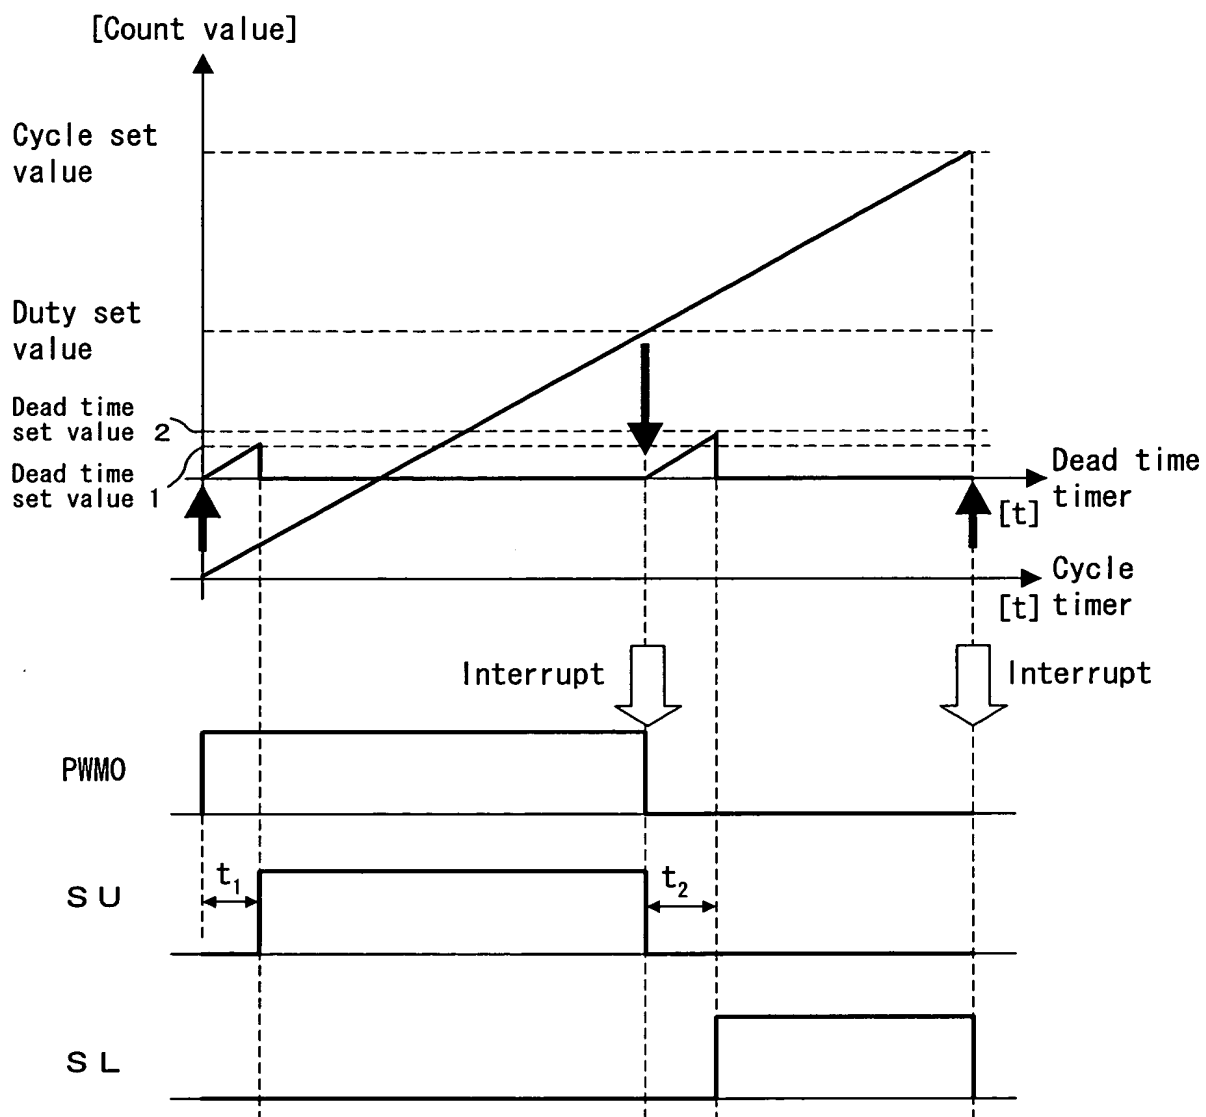 [Count value]
Cycle set
value
Duty set
value
Dead time
set value 2
Dead time
set value 1
Dead time
timer
[t]
Cycle
timer
[t]
Interrupt
Interrupt
PWMO
t1
SU
t2
SL